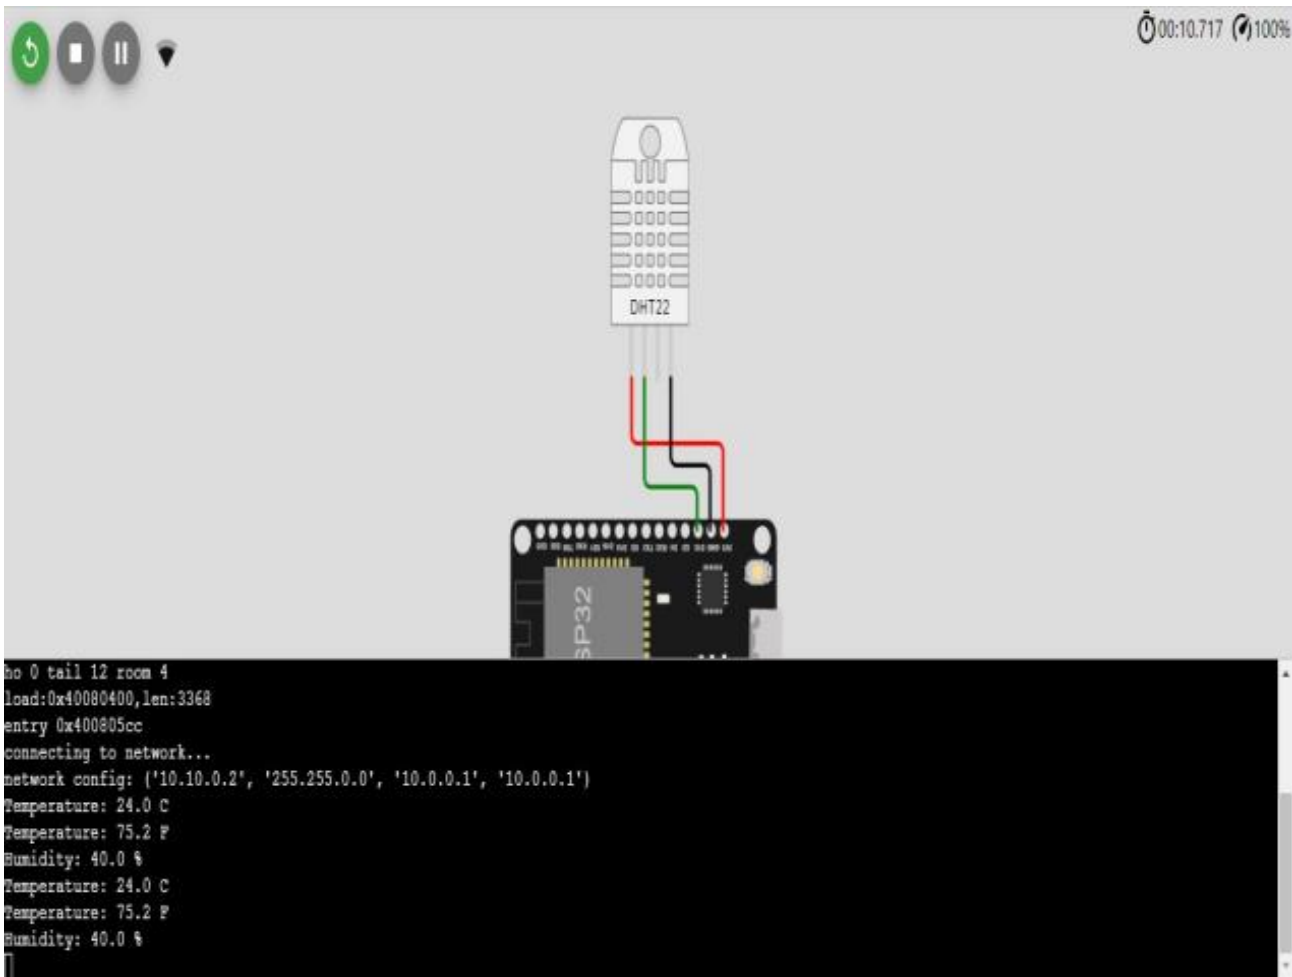 00:10.717 100%
DHT22
SP32
ho 0 tail 12 room 4
load:0x40080400,len:3368
entry 0x400805cc
connecting to network...
network config: ('10.10.0.2', '255.255.0.0', '10.0.0.1', '10.0.0.1')
Temperature: 24.0 C
Temperature: 75.2 F
Humidity: 40.0 %
Temperature: 24.0 C
Temperature: 75.2 F
Humidity: 40.0 %